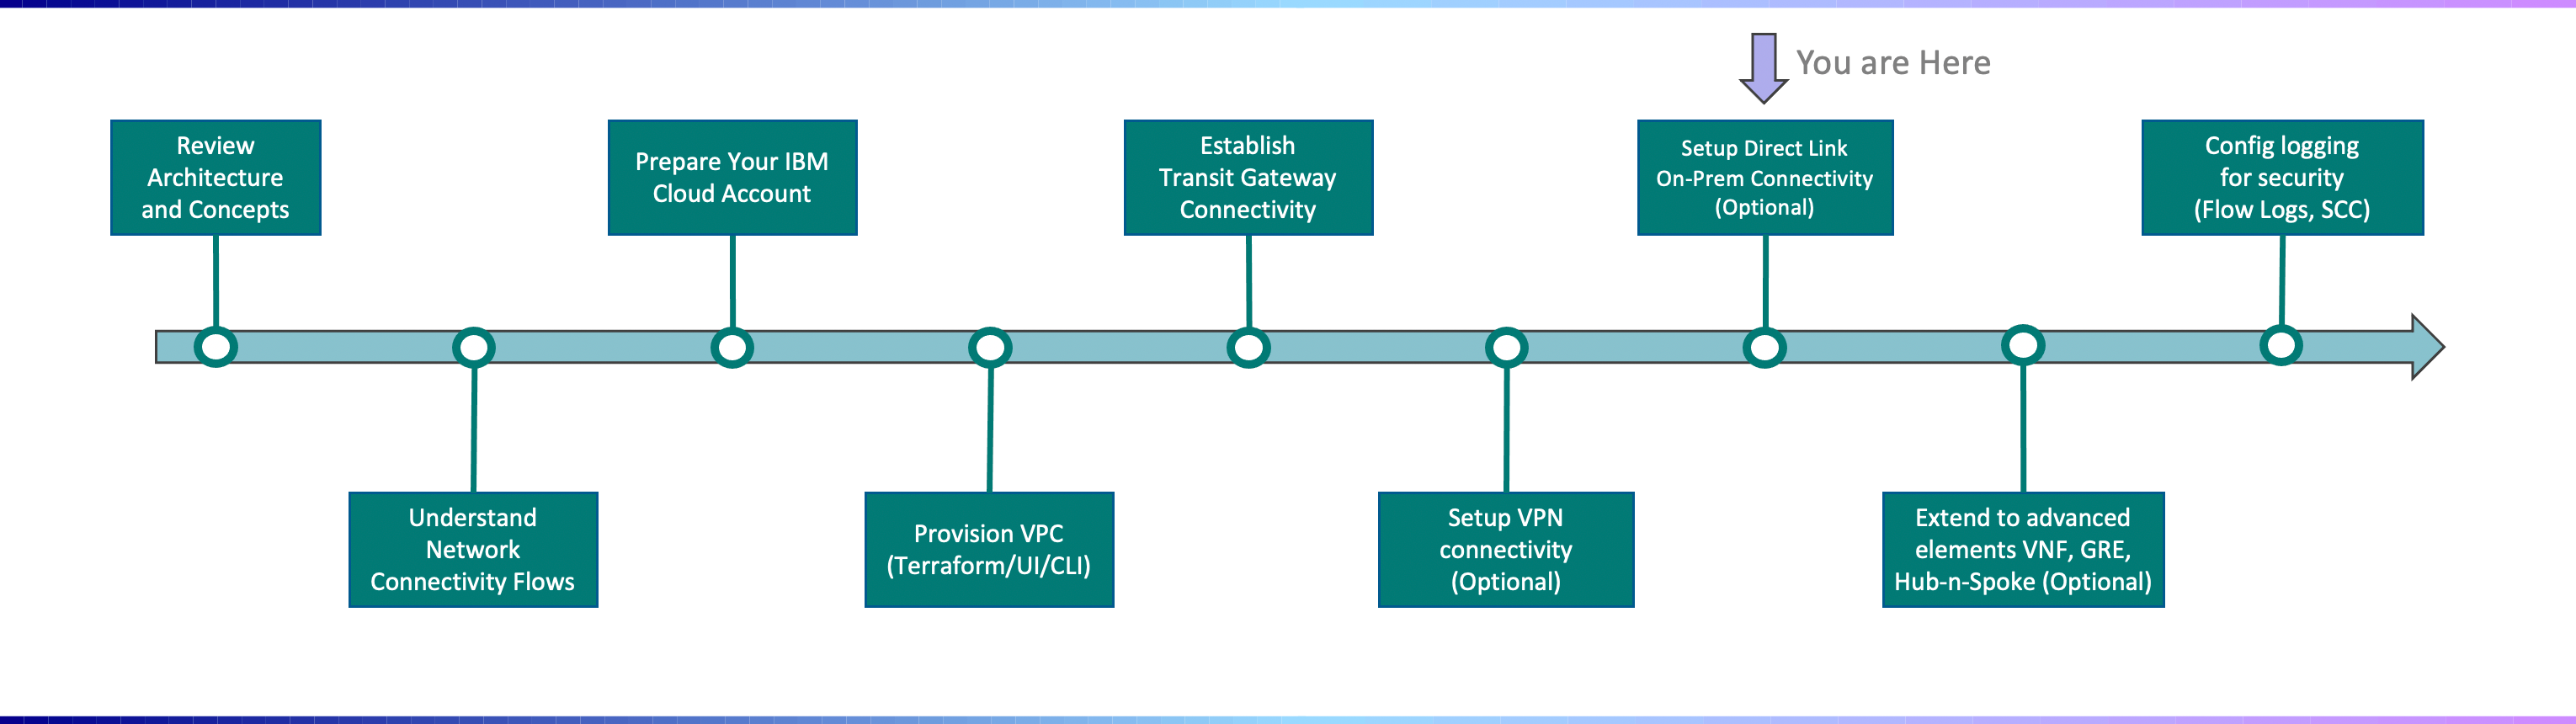 You are Here
Review
Architecture
and Concepts
Prepare Your IBM
Cloud Account
Establish
Transit Gateway
Connectivity
Setup Direct Link
On-Prem Connectivity
(Optional)
Config logging
for security
(Flow Logs, SCC)
Understand
Network
Connectivity Flows
Provision VPC
(Terraform/UI/CLI)
Setup VPN
connectivity
(Optional)
Extend to advanced
elements VNF, GRE,
Hub-n-Spoke (Optional)